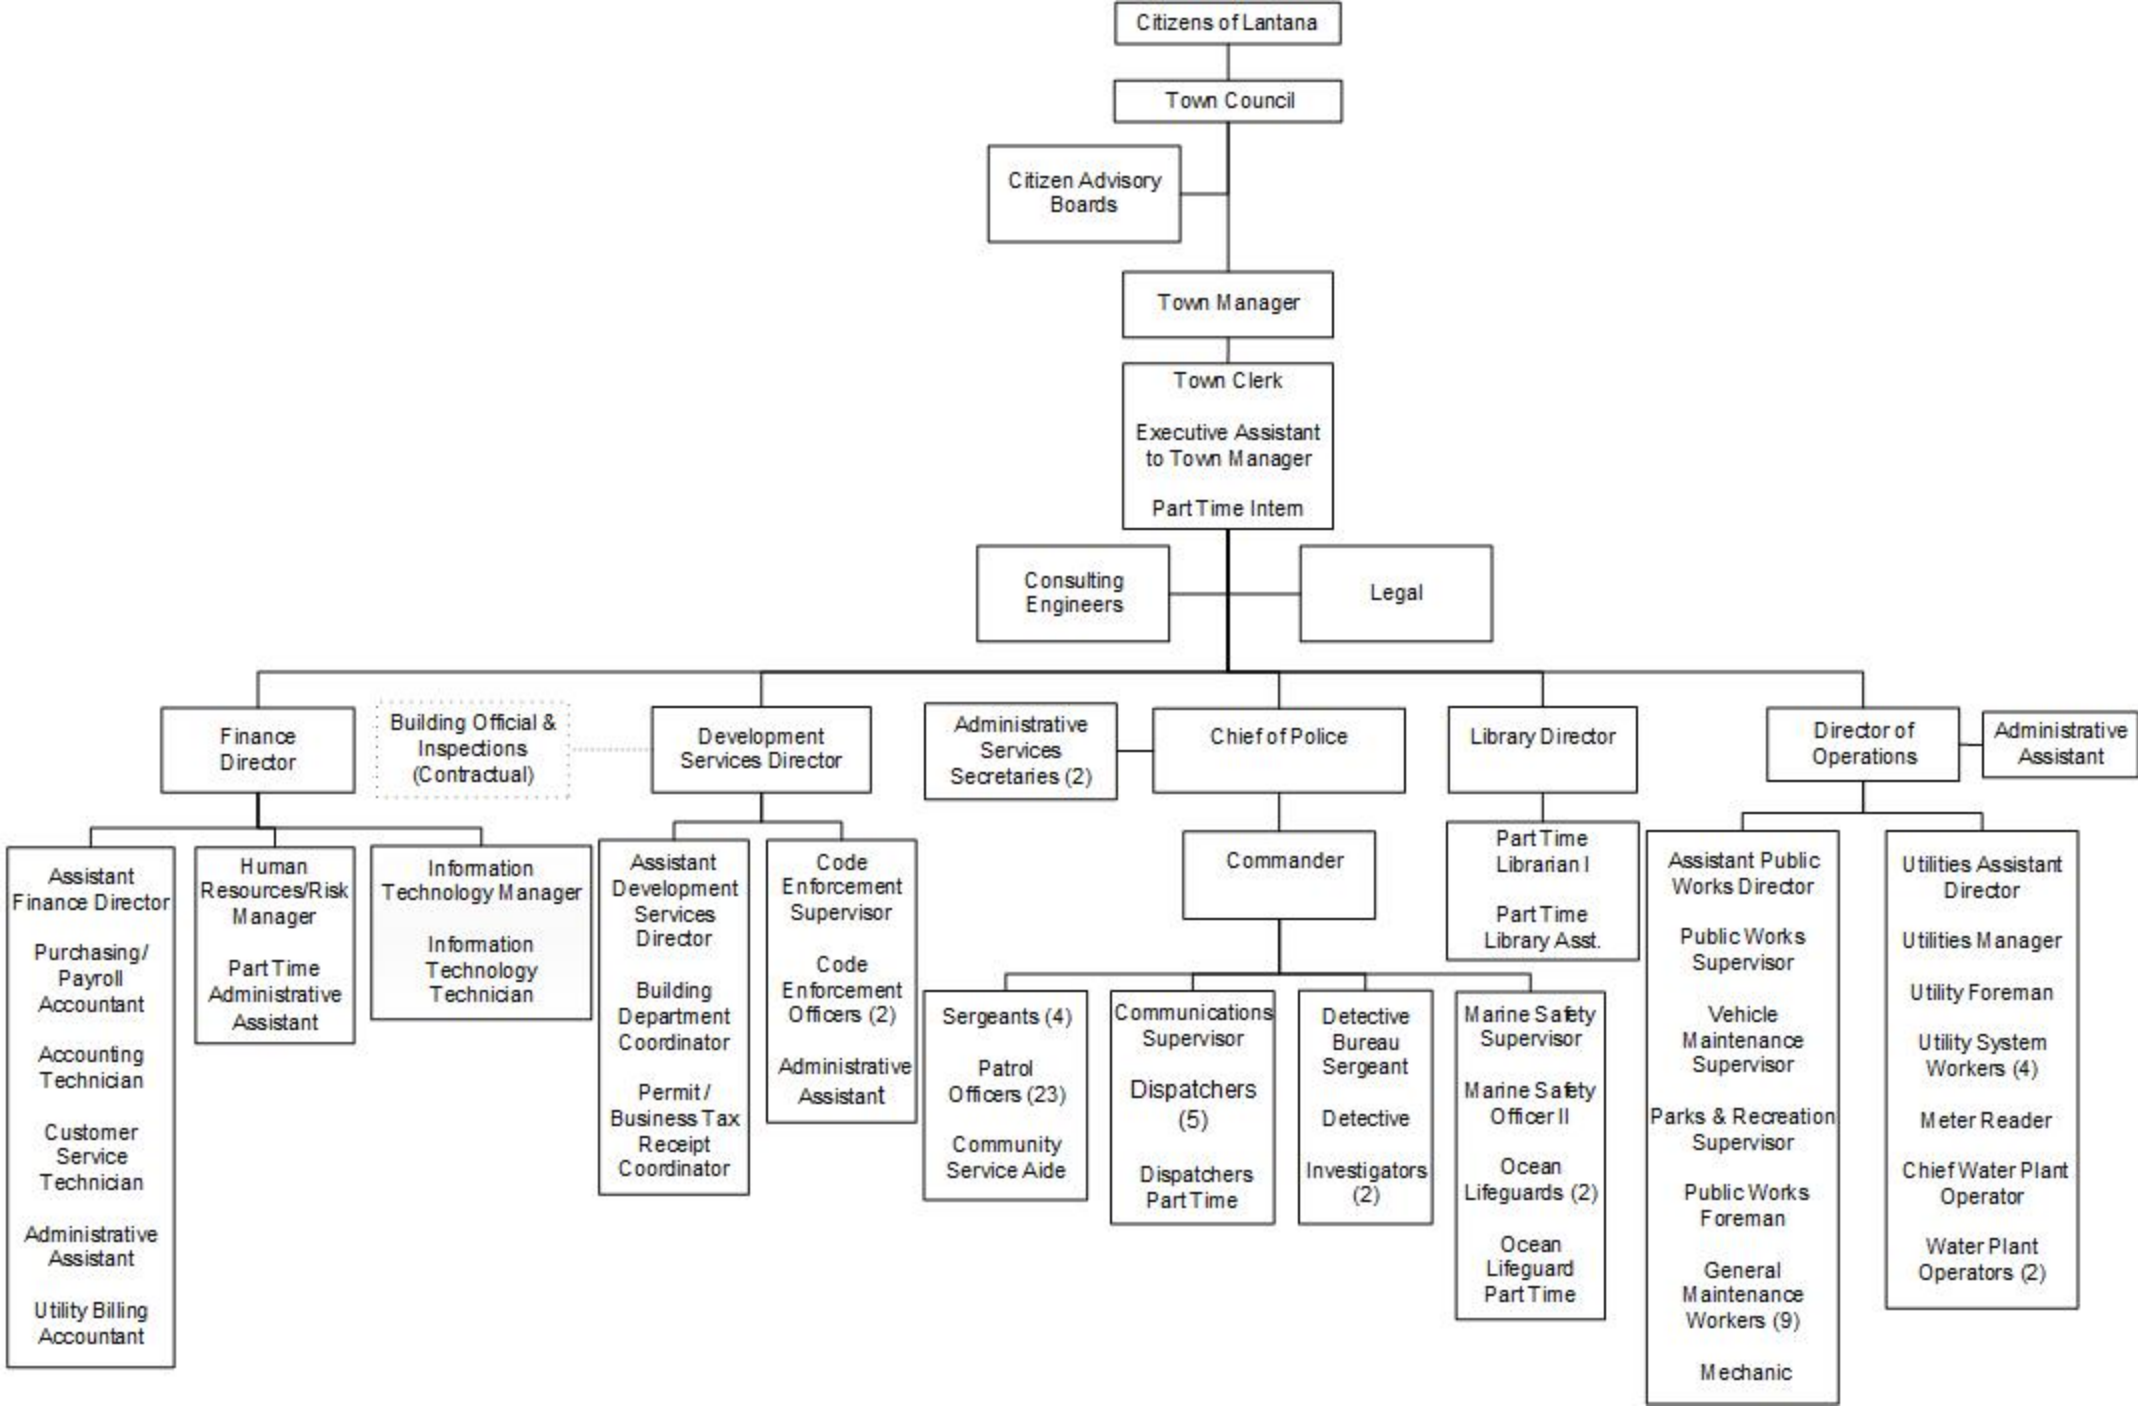 Citizens of Lantana
Town Council
Citizen Advisory
Boards
Town Manager
Town Clerk
Executive Assistant
to Town Manager
Part Time Intern
Consulting
Engineers
Legal
Finance
Director
Building Official &
Inspections
(Contractual)
Development
Services Director
Administrative
Services
Secretaries (2)
Chief of Police
Library Director
Director of
Operations
Administrative
Assistant
Assistant
Finance Director
Purchasing/
Payroll
Accountant
Accounting
Technician
Customer
Service
Technician
Administrative
Assistant
Utility Billing
Accountant
Human
Resources/Risk
Manager
Part Time
Administrative
Assistant
Information
Technology Manager
Information
Technology
Technician
Assistant
Development
Services
Director
Building
Department
Coordinator
Permit /
Business Tax
Receipt
Coordinator
Code
Enforcement
Supervisor
Code
Enforcement
Officers (2)
Administrative
Assistant
Commander
Sergeants (4)
Patrol
Officers (23)
Community
Service Aide
Communications
Supervisor
Dispatchers
(5)
Dispatchers
Part Time
Detective
Bureau
Sergeant
Detective
Investigators
(2)
Marine Safety
Supervisor
Marine Safety
Officer II
Ocean
Lifeguards (2)
Ocean
Lifeguard
Part Time
Part Time
Librarian I
Part Time
Library Asst.
Assistant Public
Works Director
Public Works
Supervisor
Vehicle
Maintenance
Supervisor
Parks & Recreation
Supervisor
Public Works
Foreman
General
Maintenance
Workers (9)
Mechanic
Utilities Assistant
Director
Utilities Manager
Utility Foreman
Utility System
Workers (4)
Meter Reader
Chief Water Plant
Operator
Water Plant
Operators (2)